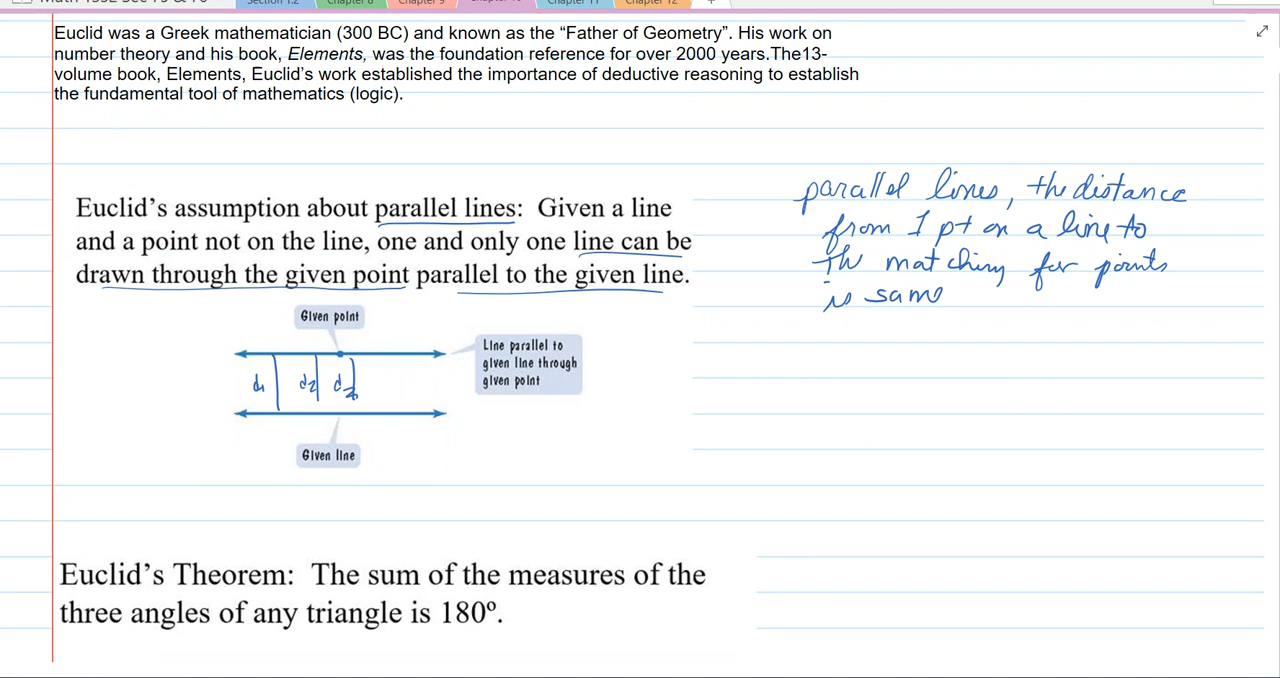 Euclid was a Greek mathematician (300 BC) and known as the “Father of Geometry”. His work on
number theory and his book, Elements, was the foundation reference for over 2000 years.The13-
volume book, Elements, Euclid’s work established the importance of deductive reasoning to establish
the fundamental tool of mathematics (logic).
Euclid’s assumption about parallel lines: Given a line
and a point not on the line, one and only one line can be
drawn through the given point parallel to the given line.
parallel lines, the distance
from 1 pt on a line to
the matching for points
is same
Given point
Line parallel to
given line through
given point
d1 d2 d3
Given line
Euclid’s Theorem: The sum of the measures of the
three angles of any triangle is 180º.